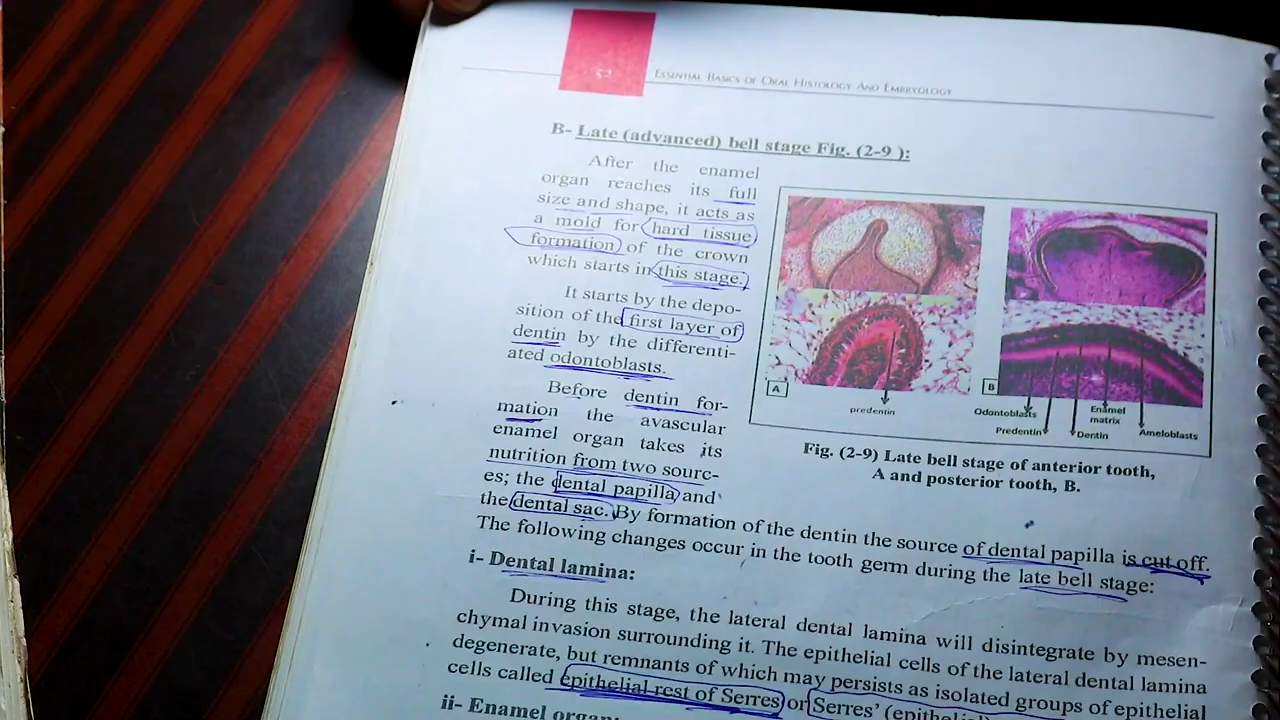 52
ESSENTIAL BASICS OF ORAL HISTOLOGY AND EMBRYOLOGY
B- Late (advanced) bell stage Fig. (2-9 ):
After the enamel
organ reaches its full
size and shape, it acts as
a mold for hard tissue
formation of the crown
which starts in this stage.
It starts by the depo-
sition of the first layer of
dentin by the differenti-
ated odontoblasts.
Before dentin for-
mation the avascular
enamel organ takes its
nutrition from two sourc-
es; the dental papilla and
the dental sac. By formation of the dentin the source of dental papilla is cut off.
The following changes occur in the tooth germ during the late bell stage:
A
predentin
B
Odontoblasts
Predentin
Dentin
Enamel
matrix
Ameloblasts
Fig. (2-9) Late bell stage of anterior tooth,
A and posterior tooth, B.
i- Dental lamina:
During this stage, the lateral dental lamina will disintegrate by mesen-
chymal invasion surrounding it. The epithelial cells of the lateral dental lamina
degenerate, but remnants of which may persists as isolated groups of epithelial
cells called epithelial rest of Serres or Serres' (epithelial
ii- Enamel organ